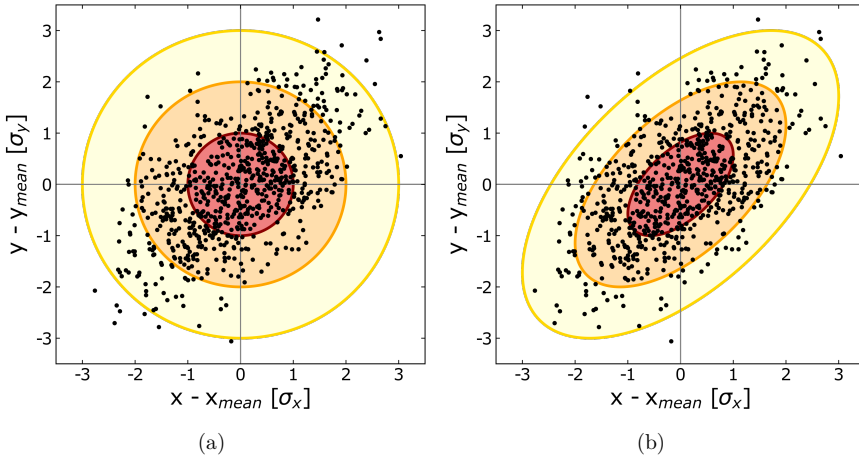 3
2
1
0
-1
-2
-3
y - y_mean [σ_y]
-3 -2 -1 0 1 2 3
x - x_mean [σ_x]
(a)
3
2
1
0
-1
-2
-3
y - y_mean [σ_y]
-3 -2 -1 0 1 2 3
x - x_mean [σ_x]
(b)